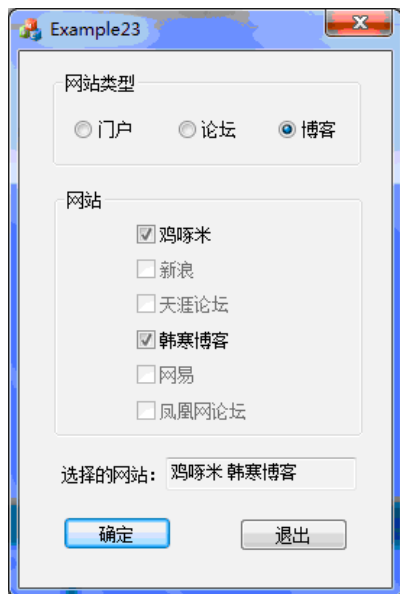 Example23
网站类型
门户 论坛 博客
网站
鸡啄米
新浪
天涯论坛
韩寒博客
网易
凤凰网论坛
选择的网站： 鸡啄米 韩寒博客
确定 退出